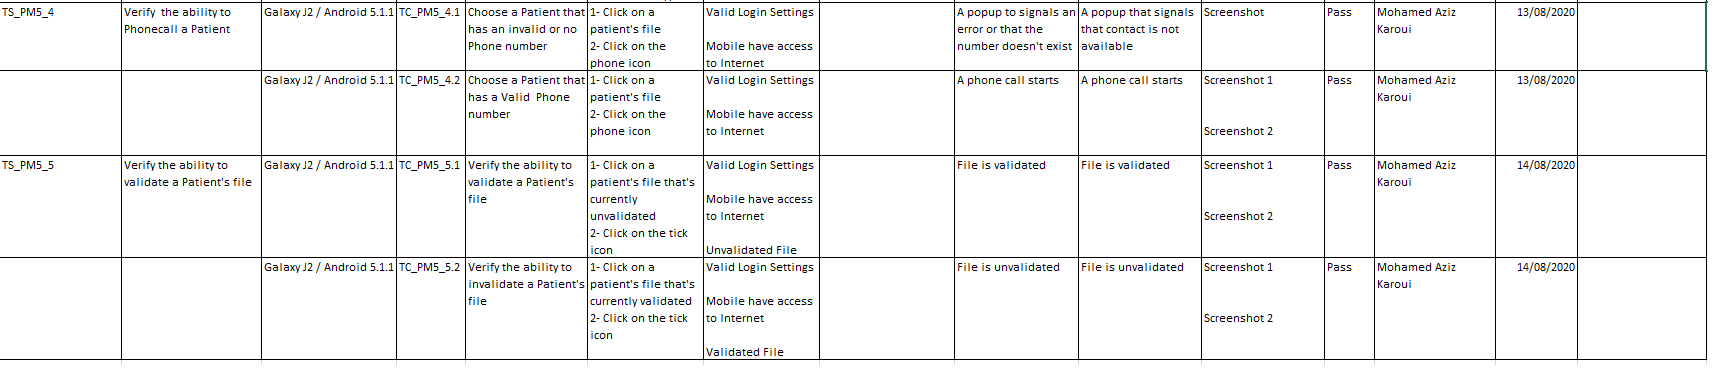 TS_PM5_4
Verify the ability to
Phonecall a Patient
Galaxy J2 / Android 5.1.1
TC_PM5_4.1
Choose a Patient that
has an invalid or no
Phone number
1- Click on a
patient's file
2- Click on the
phone icon
Valid Login Settings
Mobile have access
to Internet
A popup to signals an
error or that the
number doesn't exist
A popup that signals
that contact is not
available
Screenshot
Pass
Mohamed Aziz
Karoui
13/08/2020
Galaxy J2 / Android 5.1.1
TC_PM5_4.2
Choose a Patient that
has a Valid Phone
number
1- Click on a
patient's file
2- Click on the
phone icon
Valid Login Settings
Mobile have access
to Internet
A phone call starts
A phone call starts
Screenshot 1
Screenshot 2
Pass
Mohamed Aziz
Karoui
13/08/2020
TS_PM5_5
Verify the ability to
validate a Patient's file
Galaxy J2 / Android 5.1.1
TC_PM5_5.1
Verify the ability to
validate a Patient's
file
1- Click on a
patient's file that's
currently
unvalidated
2- Click on the tick
icon
Valid Login Settings
Mobile have access
to Internet
Unvalidated File
File is validated
File is validated
Screenshot 1
Screenshot 2
Pass
Mohamed Aziz
Karoui
14/08/2020
Galaxy J2 / Android 5.1.1
TC_PM5_5.2
Verify the ability to
invalidate a Patient's
file
1- Click on a
patient's file that's
currently validated
2- Click on the tick
icon
Valid Login Settings
Mobile have access
to Internet
Validated File
File is unvalidated
File is unvalidated
Screenshot 1
Screenshot 2
Pass
Mohamed Aziz
Karoui
14/08/2020